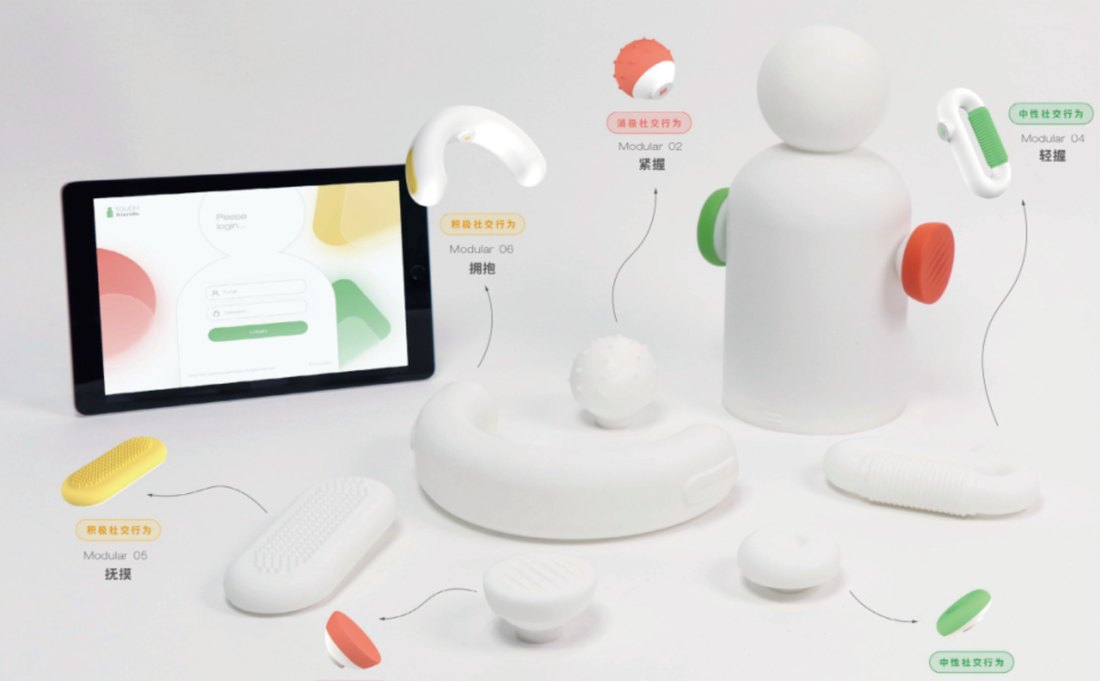 TOUCH
friends.
Please
login...
积极社交行为
Modular 06
拥抱
消极社交行为
Modular 02
紧握
中性社交行为
Modular 04
轻握
积极社交行为
Modular 05
抚摸
中性社交行为